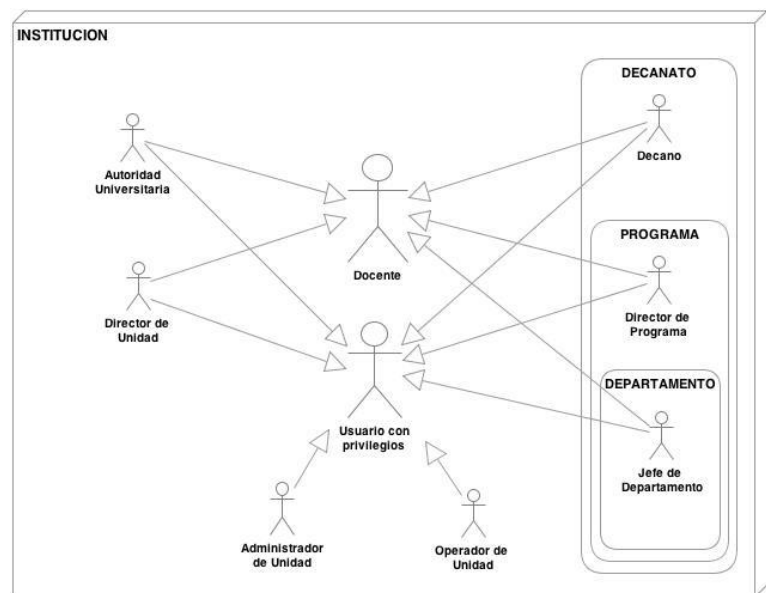 INSTITUCION
DECANATO
Decano
Autoridad
Universitaria
Docente
PROGRAMA
Director de
Unidad
Director de
Programa
DEPARTAMENTO
Usuario con
privilegios
Jefe de
Departamento
Administrador
de Unidad
Operador de
Unidad